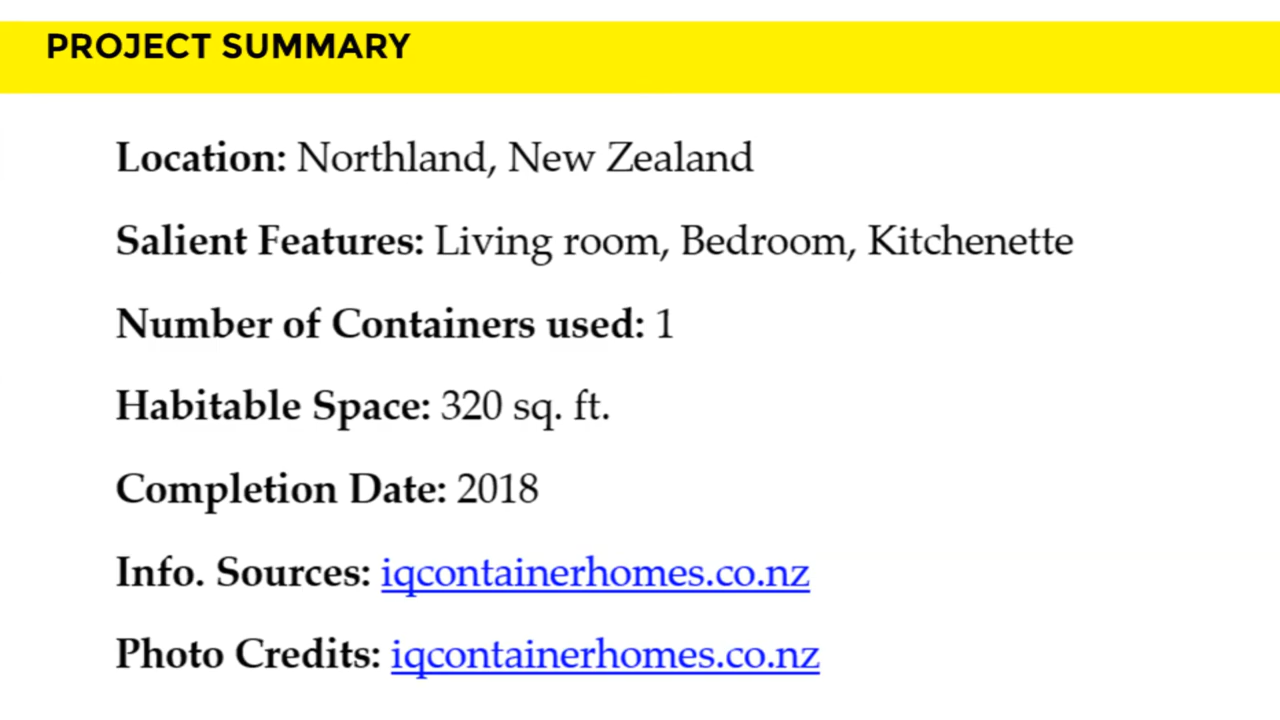 PROJECT SUMMARY
Location: Northland, New Zealand
Salient Features: Living room, Bedroom, Kitchenette
Number of Containers used: 1
Habitable Space: 320 sq. ft.
Completion Date: 2018
Info. Sources: iqcontainerhomes.co.nz
Photo Credits: iqcontainerhomes.co.nz